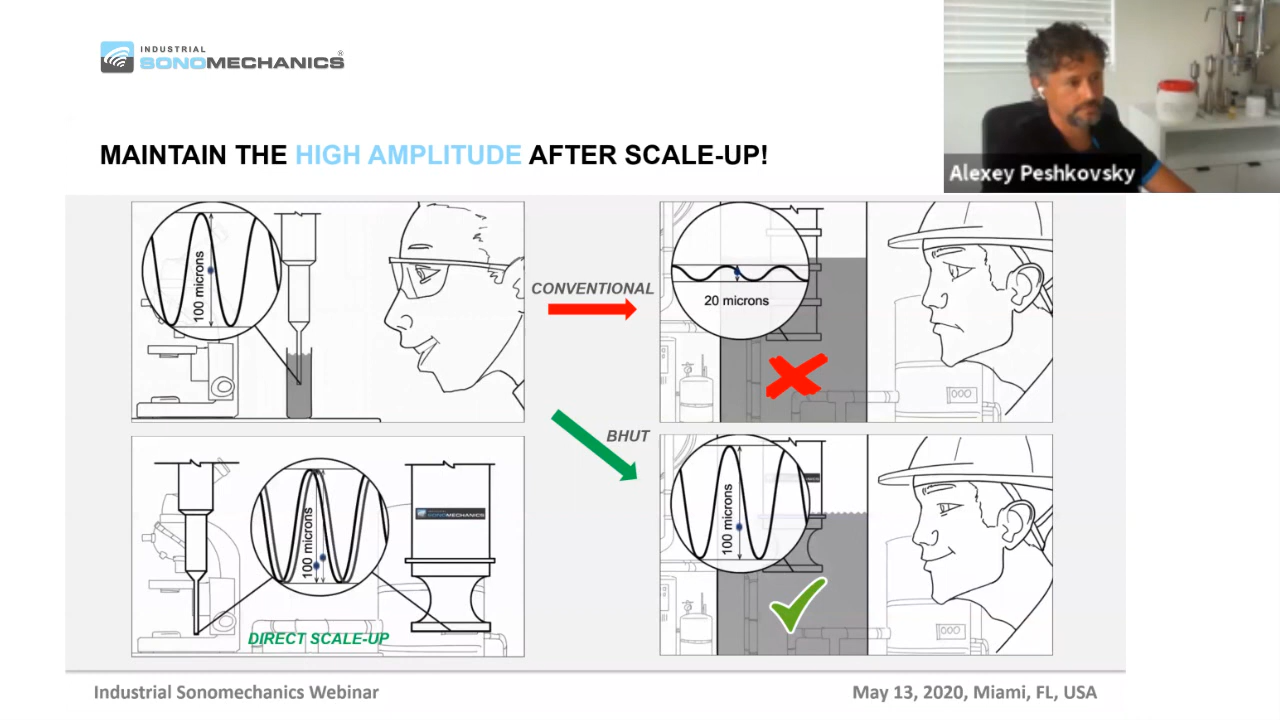 INDUSTRIAL
SONOMECHANICS®
Alexey Peshkovsky
MAINTAIN THE HIGH AMPLITUDE AFTER SCALE-UP!
100 microns
CONVENTIONAL
20 microns
BHUT
100 microns
SONOMECHANICS
100 microns
DIRECT SCALE-UP
Industrial Sonomechanics Webinar
May 13, 2020, Miami, FL, USA